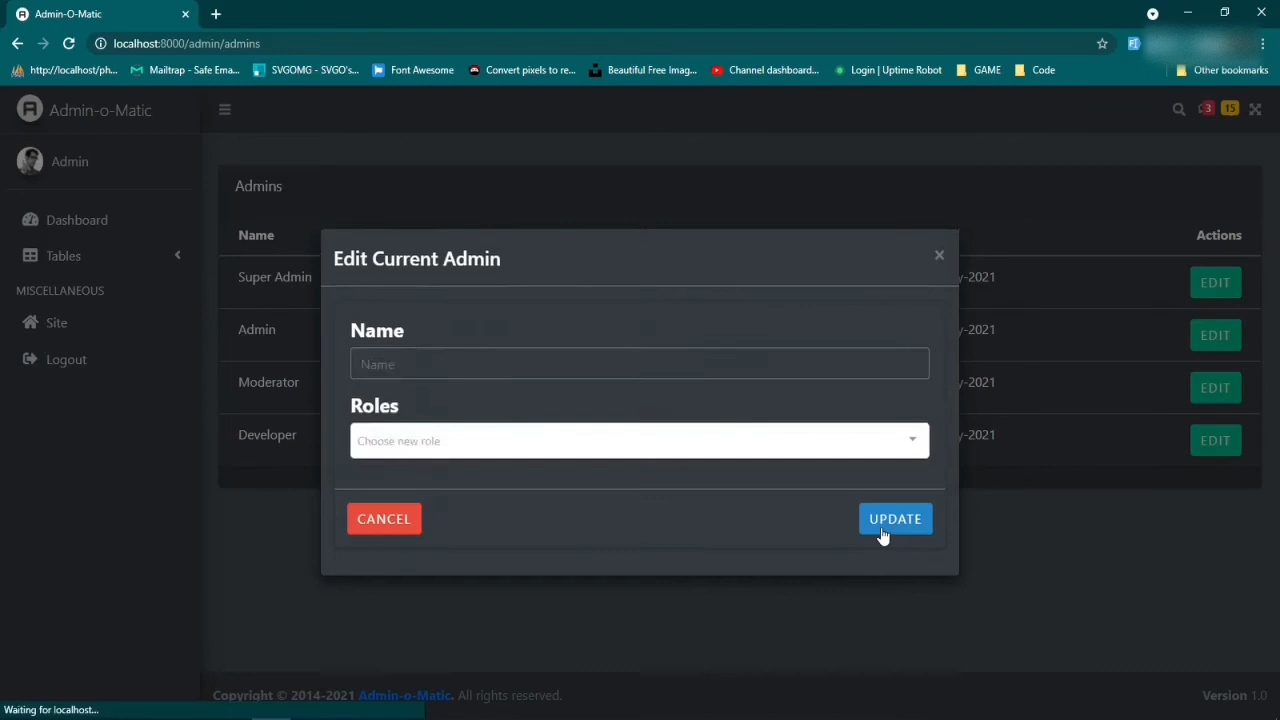 Admin-O-Matic
localhost:8000/admin/admins
http://localhost/ph...
Mailtrap - Safe Ema...
SVGOMG - SVGO's...
Font Awesome
Convert pixels to re...
Beautiful Free Imag...
Channel dashboard...
Login | Uptime Robot
GAME
Code
Other bookmarks
Admin-o-Matic
3
15
Admin
Dashboard
Tables
MISCELLANEOUS
Site
Logout
Admins
Name
Actions
Super Admin
y-2021
EDIT
Admin
y-2021
EDIT
Moderator
y-2021
EDIT
Developer
y-2021
EDIT
Edit Current Admin
×
Name
Name
Roles
Choose new role
CANCEL
UPDATE
Copyright © 2014-2021 Admin-o-Matic. All rights reserved.
Version 1.0
Waiting for localhost...